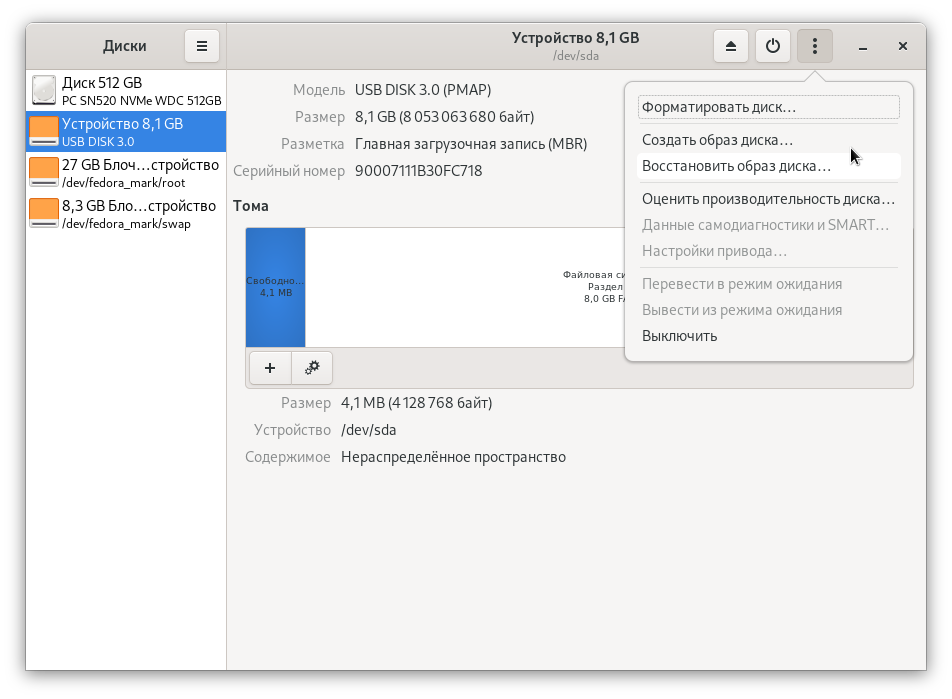 Диски
Устройство 8,1 GB
/dev/sda
Диск 512 GB
PC SN520 NVMe WDC 512GB
Устройство 8,1 GB
USB DISK 3.0
27 GB Блоч…стройство
/dev/fedora_mark/root
8,3 GB Бло…стройство
/dev/fedora_mark/swap
Модель USB DISK 3.0 (PMAP)
Размер 8,1 GB (8 053 063 680 байт)
Разметка Главная загрузочная запись (MBR)
Серийный номер 90007111B30FC718
Тома
Свободно…
4,1 MB
Файловая
Раздел
8,0 GB
Размер 4,1 MB (4 128 768 байт)
Устройство /dev/sda
Содержимое Нераспределённое пространство
Форматировать диск…
Создать образ диска…
Восстановить образ диска…
Оценить производительность диска…
Данные самодиагностики и SMART…
Настройки привода…
Перевести в режим ожидания
Вывести из режима ожидания
Выключить